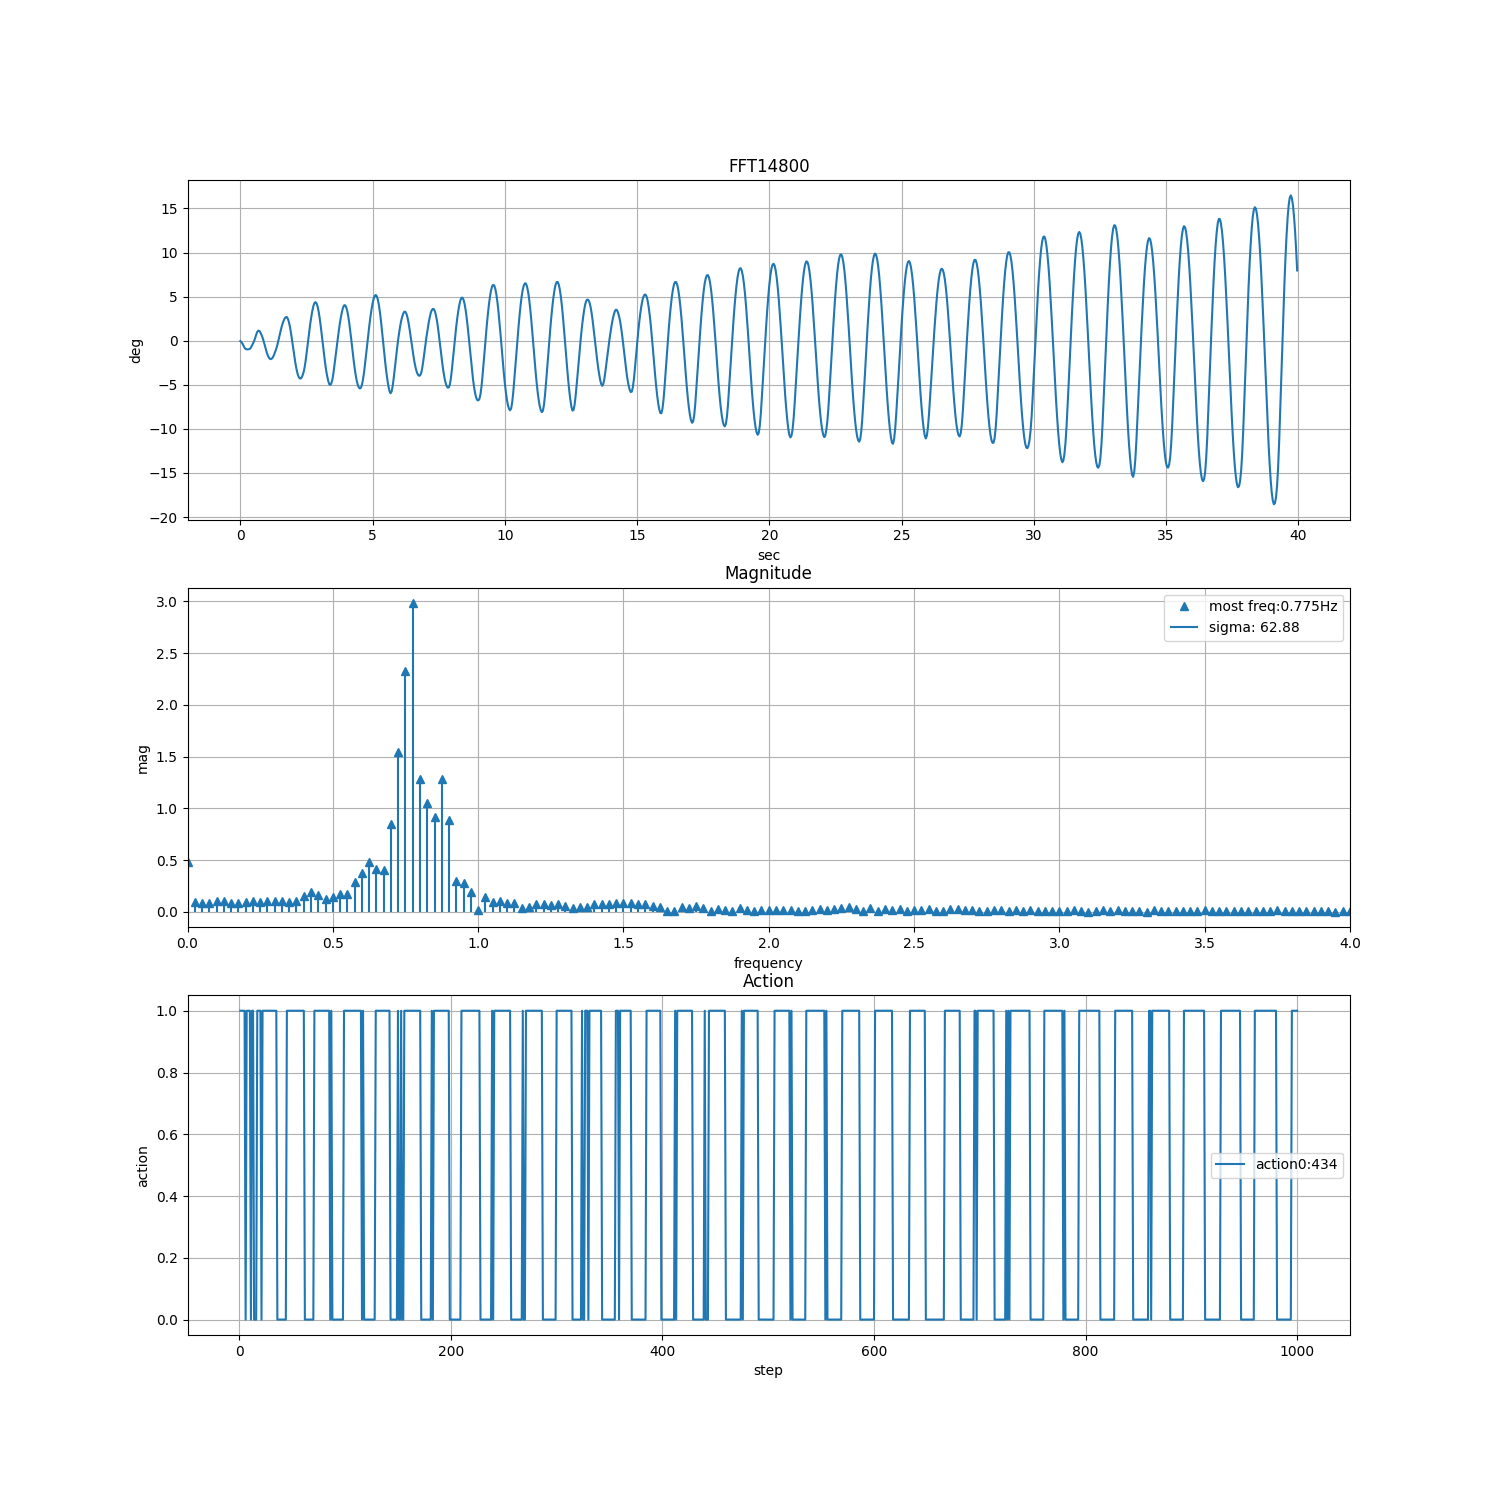 FFT14800
15
10
5
0
−5
−10
−15
−20
deg
0 5 10 15 20 25 30 35 40
sec
Magnitude
3.0
2.5
2.0
1.5
1.0
0.5
0.0
mag
most freq:0.775Hz
sigma: 62.88
0.0 0.5 1.0 1.5 2.0 2.5 3.0 3.5 4.0
frequency
Action
1.0
0.8
0.6
0.4
0.2
0.0
action
action0:434
0 200 400 600 800 1000
step